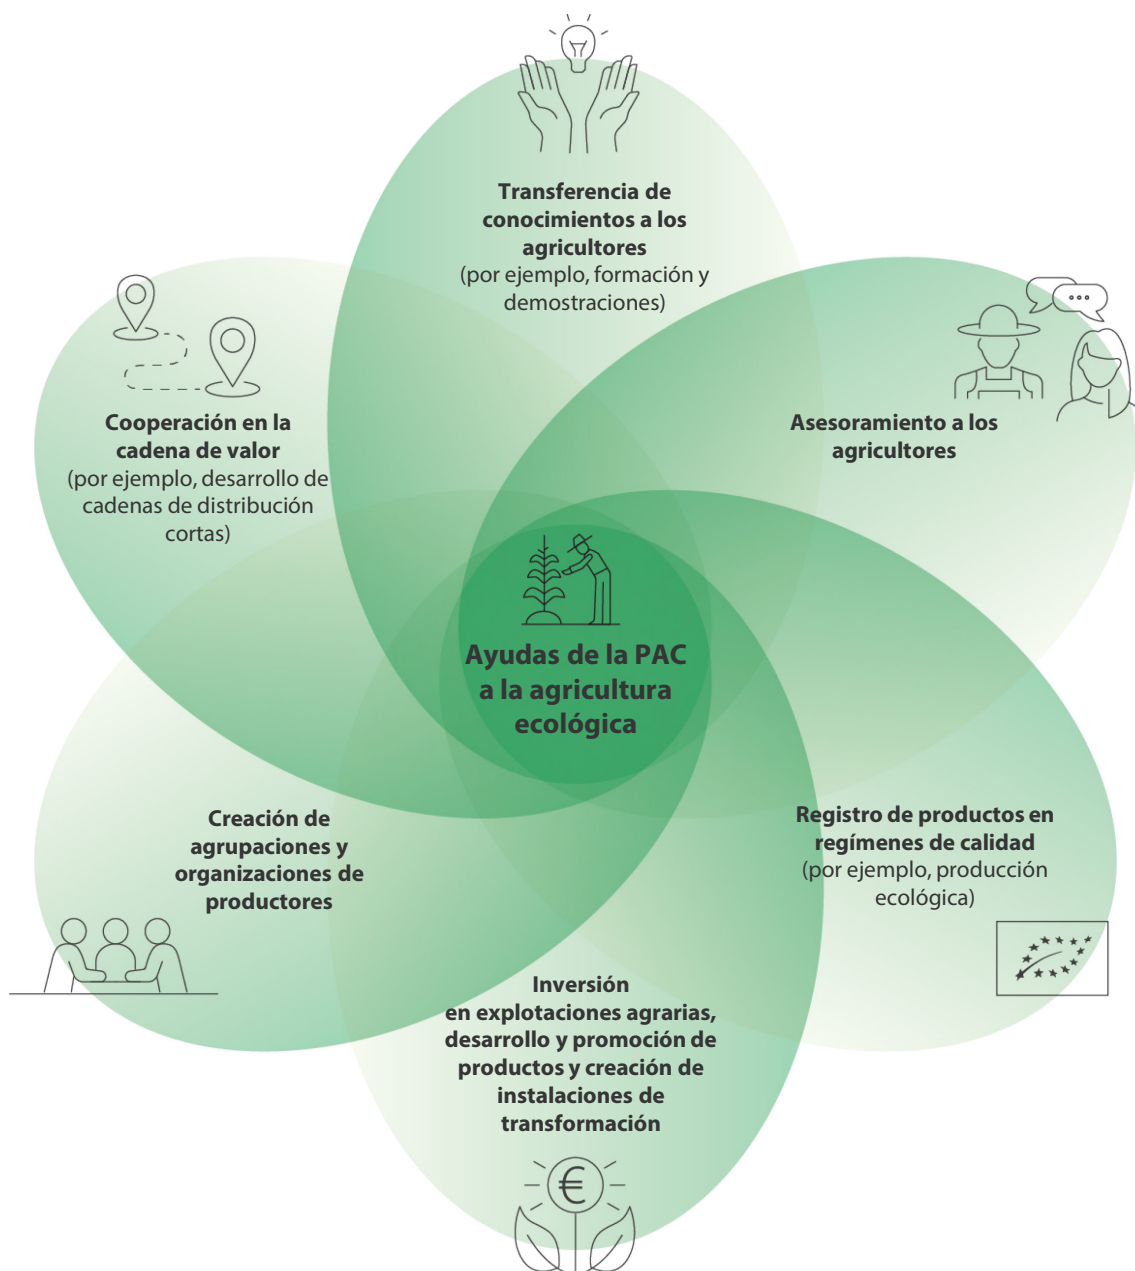 Transferencia de
conocimientos a los
agricultores
(por ejemplo, formación y
demostraciones)
Asesoramiento a los
agricultores
Cooperación en la
cadena de valor
(por ejemplo, desarrollo de
cadenas de distribución
cortas)
Ayudas de la PAC
a la agricultura
ecológica
Registro de productos en
regímenes de calidad
(por ejemplo, producción
ecológica)
Creación de
agrupaciones y
organizaciones de
productores
Inversión
en explotaciones agrarias,
desarrollo y promoción de
productos y creación de
instalaciones de
transformación
€